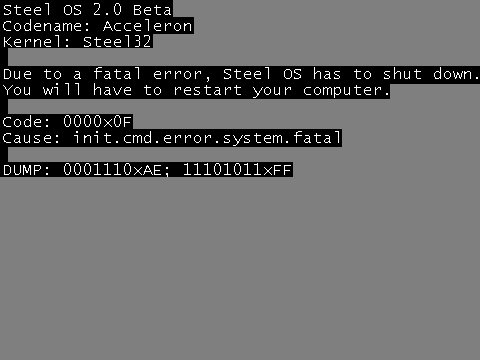 Steel OS 2.0 Beta
Codename: Acceleron
Kernel: Steel32
Due to a fatal error, Steel OS has to shut down.
You will have to restart your computer.
Code: 0000x0F
Cause: init.cmd.error.system.fatal
DUMP: 0001110xAE; 11101011xFF